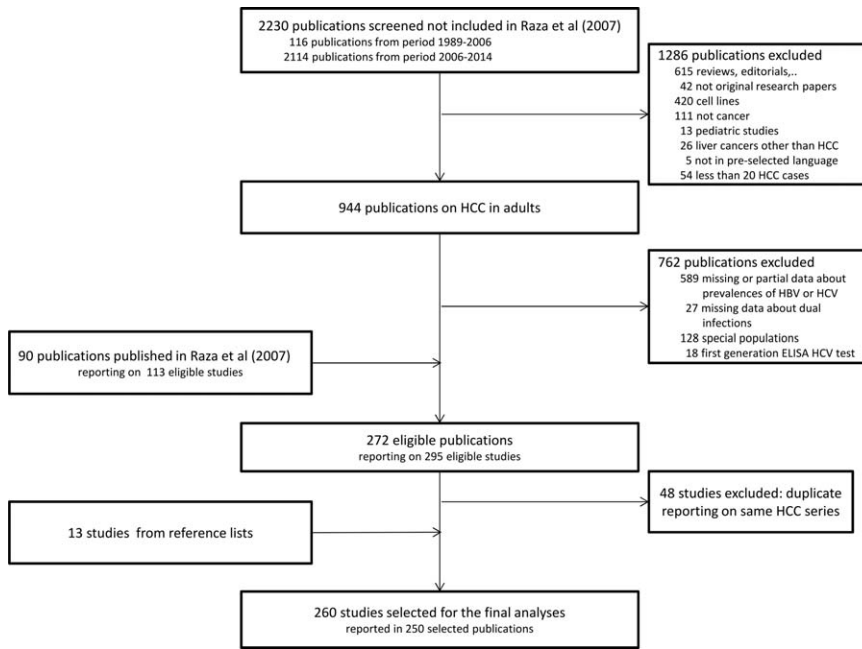 2230 publications screened not included in Raza et al (2007)
116 publications from period 1989-2006
2114 publications from period 2006-2014
1286 publications excluded
615 reviews, editorials,..
42 not original research papers
420 cell lines
111 not cancer
13 pediatric studies
26 liver cancers other than HCC
5 not in pre-selected language
54 less than 20 HCC cases
944 publications on HCC in adults
762 publications excluded
589 missing or partial data about
prevalences of HBV or HCV
27 missing data about dual
infections
128 special populations
18 first generation ELISA HCV test
90 publications published in Raza et al (2007)
reporting on 113 eligible studies
272 eligible publications
reporting on 295 eligible studies
48 studies excluded: duplicate
reporting on same HCC series
13 studies from reference lists
260 studies selected for the final analyses
reported in 250 selected publications